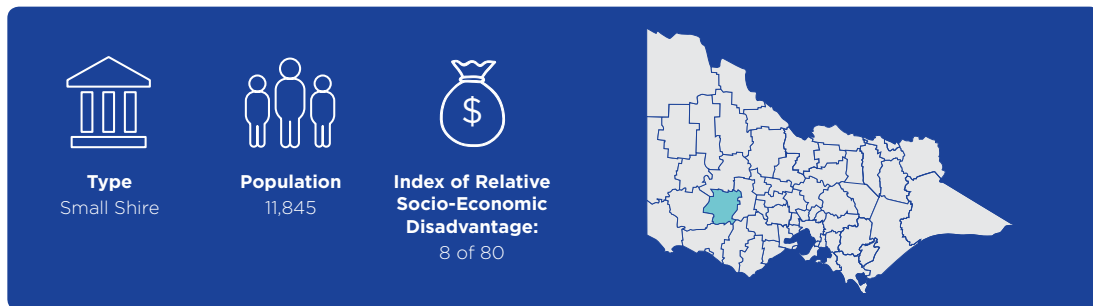 Type
Small Shire
Population
11,845
$
Index of Relative
Socio-Economic
Disadvantage:
8 of 80